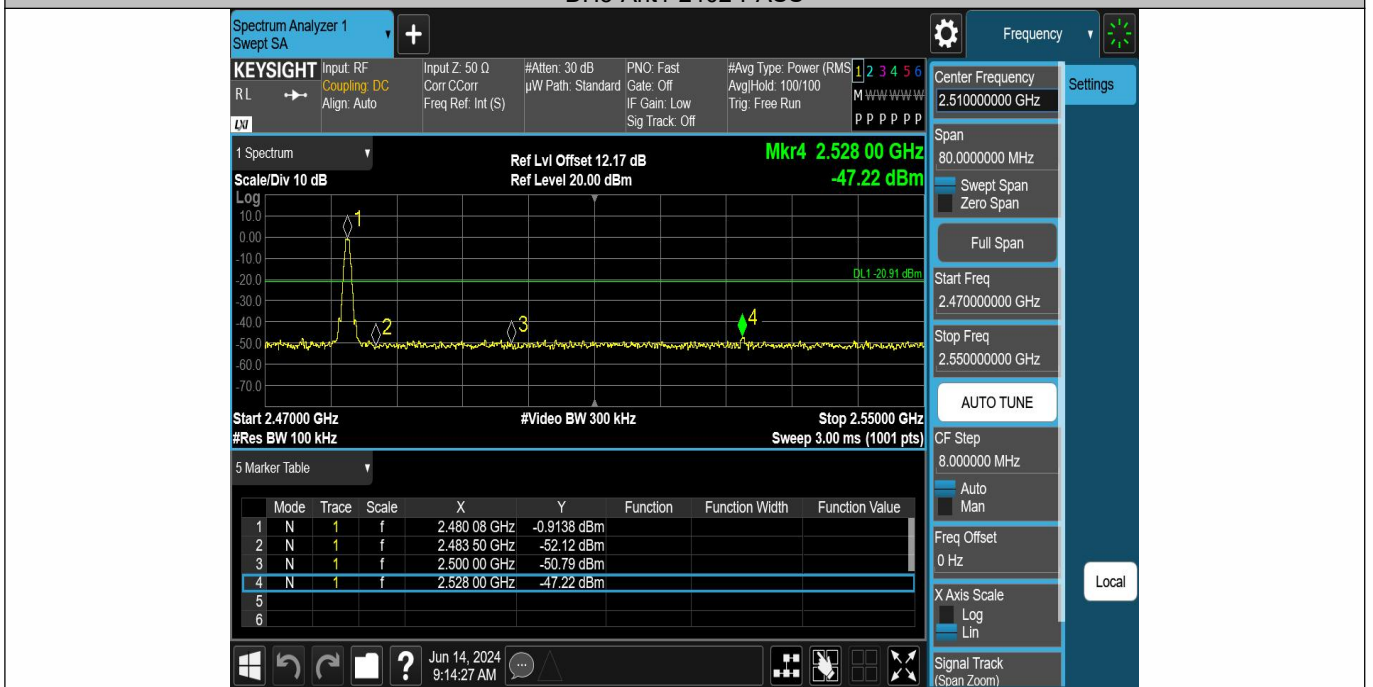 Spectrum Analyzer 1
Swept SA
Frequency
KEYSIGHT
RL
LXI
Input: RF
Coupling: DC
Align: Auto
Input Z: 50 Ω
Corr CCorr
Freq Ref: Int (S)
#Atten: 30 dB
µW Path: Standard
PNO: Fast
Gate: Off
IF Gain: Low
Sig Track: Off
#Avg Type: Power (RMS
Avg|Hold: 100/100
Trig: Free Run
1 2 3 4 5 6
M W W W W W
P P P P P P
1 Spectrum
Scale/Div 10 dB
Ref Lvl Offset 12.17 dB
Ref Level 20.00 dBm
Mkr4 2.528 00 GHz
-47.22 dBm
Log
10.0
0.00
-10.0
-20.0
-30.0
-40.0
-50.0
-60.0
-70.0
1
2
3
4
DL1 -20.91 dBm
Start 2.47000 GHz
#Video BW 300 kHz
Stop 2.55000 GHz
#Res BW 100 kHz
Sweep 3.00 ms (1001 pts)
5 Marker Table
Mode Trace Scale X Y Function Function Width Function Value
1 N 1 f 2.480 08 GHz -0.9138 dBm
2 N 1 f 2.483 50 GHz -52.12 dBm
3 N 1 f 2.500 00 GHz -50.79 dBm
4 N 1 f 2.528 00 GHz -47.22 dBm
5
6
Jun 14, 2024
9:14:27 AM
Center Frequency
2.510000000 GHz
Settings
Span
80.0000000 MHz
Swept Span
Zero Span
Full Span
Start Freq
2.470000000 GHz
Stop Freq
2.550000000 GHz
AUTO TUNE
CF Step
8.000000 MHz
Auto
Man
Freq Offset
0 Hz
Local
X Axis Scale
Log
Lin
Signal Track
(Span Zoom)